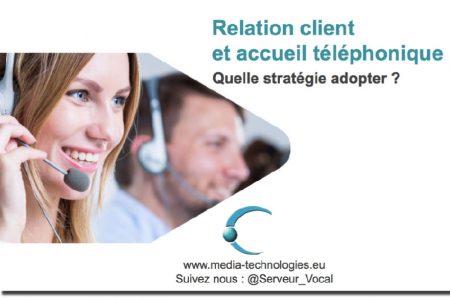 Relation client
et accueil téléphonique
Quelle stratégie adopter ?
www.media-technologies.eu
Suivez nous : @Serveur_Vocal